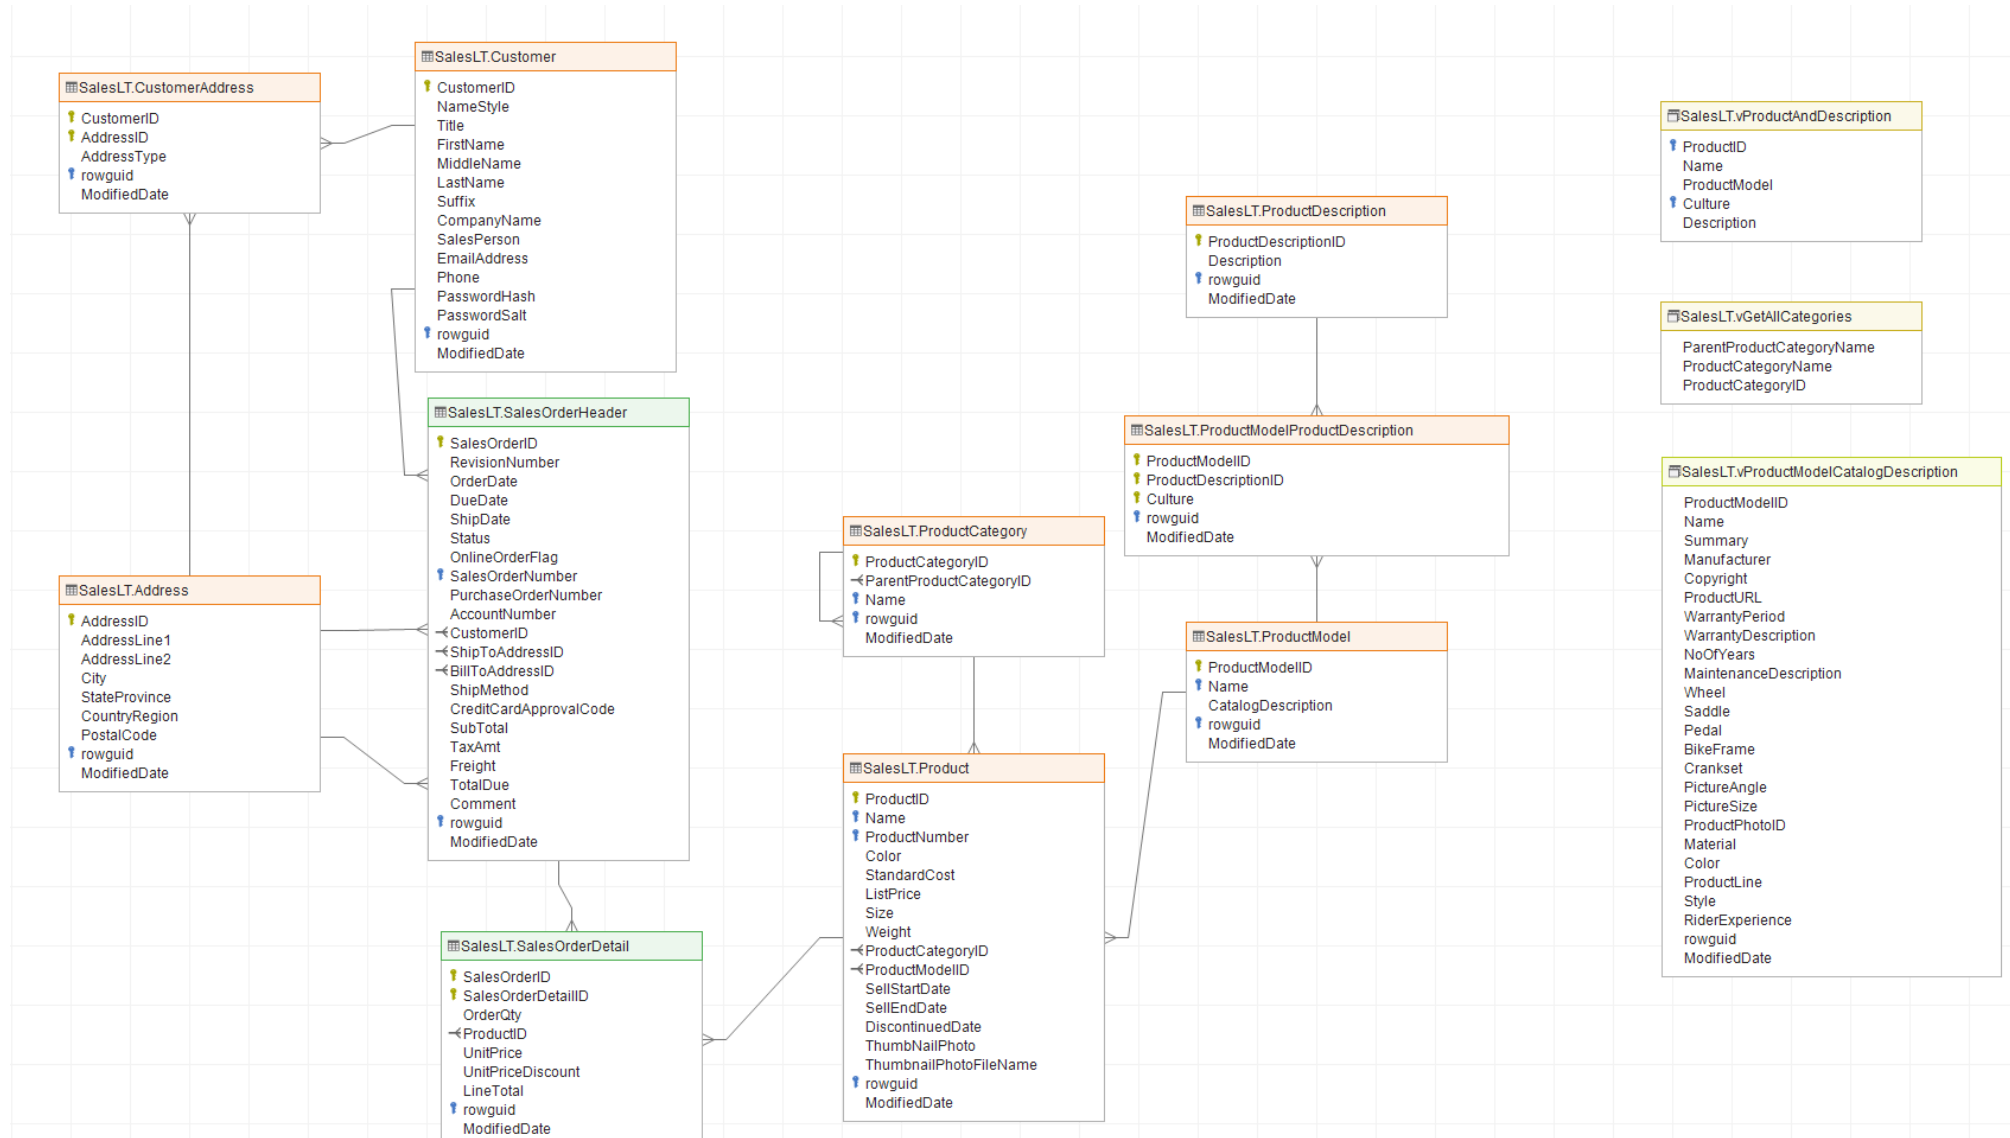 SalesLT.CustomerAddress
CustomerID
AddressID
AddressType
rowguid
ModifiedDate
SalesLT.Customer
CustomerID
NameStyle
Title
FirstName
MiddleName
LastName
Suffix
CompanyName
SalesPerson
EmailAddress
Phone
PasswordHash
PasswordSalt
rowguid
ModifiedDate
SalesLT.Address
AddressID
AddressLine1
AddressLine2
City
StateProvince
CountryRegion
PostalCode
rowguid
ModifiedDate
SalesLT.SalesOrderHeader
SalesOrderID
RevisionNumber
OrderDate
DueDate
ShipDate
Status
OnlineOrderFlag
SalesOrderNumber
PurchaseOrderNumber
AccountNumber
CustomerID
ShipToAddressID
BillToAddressID
ShipMethod
CreditCardApprovalCode
SubTotal
TaxAmt
Freight
TotalDue
Comment
rowguid
ModifiedDate
SalesLT.SalesOrderDetail
SalesOrderID
SalesOrderDetailID
OrderQty
ProductID
UnitPrice
UnitPriceDiscount
LineTotal
rowguid
ModifiedDate
SalesLT.ProductCategory
ProductCategoryID
ParentProductCategoryID
Name
rowguid
ModifiedDate
SalesLT.Product
ProductID
Name
ProductNumber
Color
StandardCost
ListPrice
Size
Weight
ProductCategoryID
ProductModelID
SellStartDate
SellEndDate
DiscontinuedDate
ThumbNailPhoto
ThumbnailPhotoFileName
rowguid
ModifiedDate
SalesLT.ProductDescription
ProductDescriptionID
Description
rowguid
ModifiedDate
SalesLT.ProductModelProductDescription
ProductModelID
ProductDescriptionID
Culture
rowguid
ModifiedDate
SalesLT.ProductModel
ProductModelID
Name
CatalogDescription
rowguid
ModifiedDate
SalesLT.vProductAndDescription
ProductID
Name
ProductModel
Culture
Description
SalesLT.vGetAllCategories
ParentProductCategoryName
ProductCategoryName
ProductCategoryID
SalesLT.vProductModelCatalogDescription
ProductModelID
Name
Summary
Manufacturer
Copyright
ProductURL
WarrantyPeriod
WarrantyDescription
NoOfYears
MaintenanceDescription
Wheel
Saddle
Pedal
BikeFrame
Crankset
PictureAngle
PictureSize
ProductPhotoID
Material
Color
ProductLine
Style
RiderExperience
rowguid
ModifiedDate